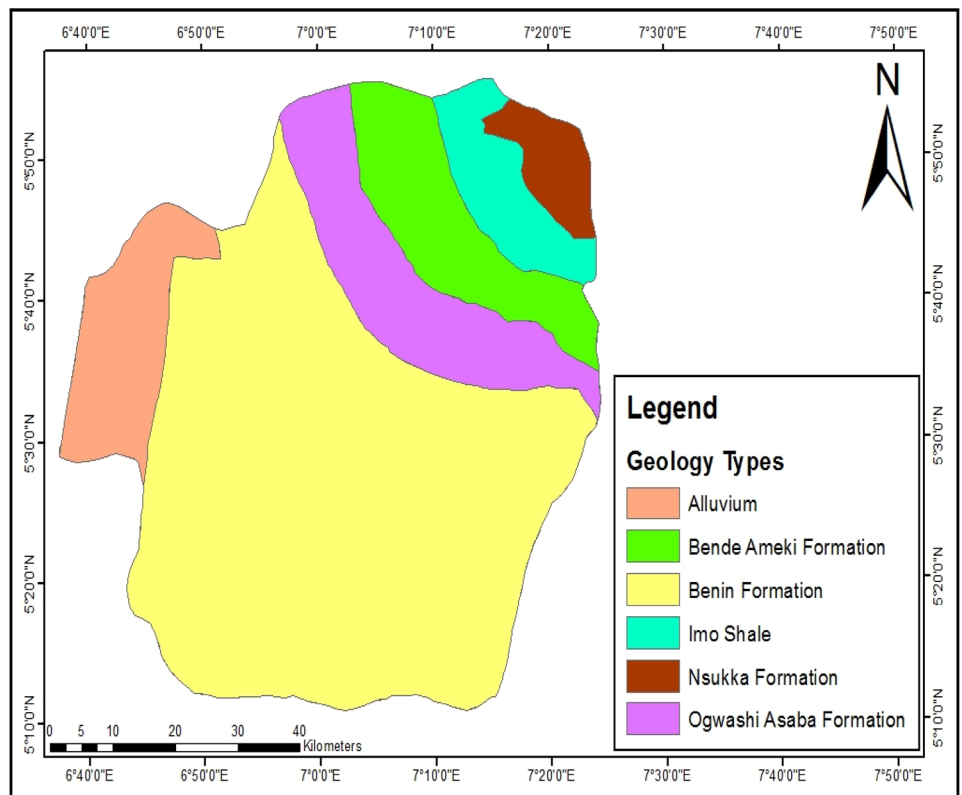 6°40'0"E 6°50'0"E 7°0'0"E 7°10'0"E 7°20'0"E 7°30'0"E 7°40'0"E 7°50'0"E
N
5°50'0"N 5°50'0"N
5°40'0"N 5°40'0"N
5°30'0"N 5°30'0"N
5°20'0"N 5°20'0"N
5°10'0"N 5°10'0"N
Legend
Geology Types
Alluvium
Bende Ameki Formation
Benin Formation
Imo Shale
Nsukka Formation
Ogwashi Asaba Formation
0 5 10 20 30 40
Kilometers
6°40'0"E 6°50'0"E 7°0'0"E 7°10'0"E 7°20'0"E 7°30'0"E 7°40'0"E 7°50'0"E